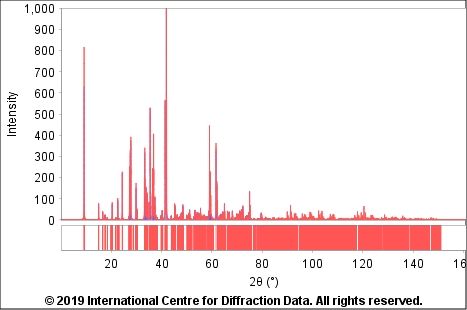 1,000
900
800
700
600
500
400
300
200
100
0
Intensity
20 40 60 80 100 120 140 16
2θ (°)
© 2019 International Centre for Diffraction Data. All rights reserved.